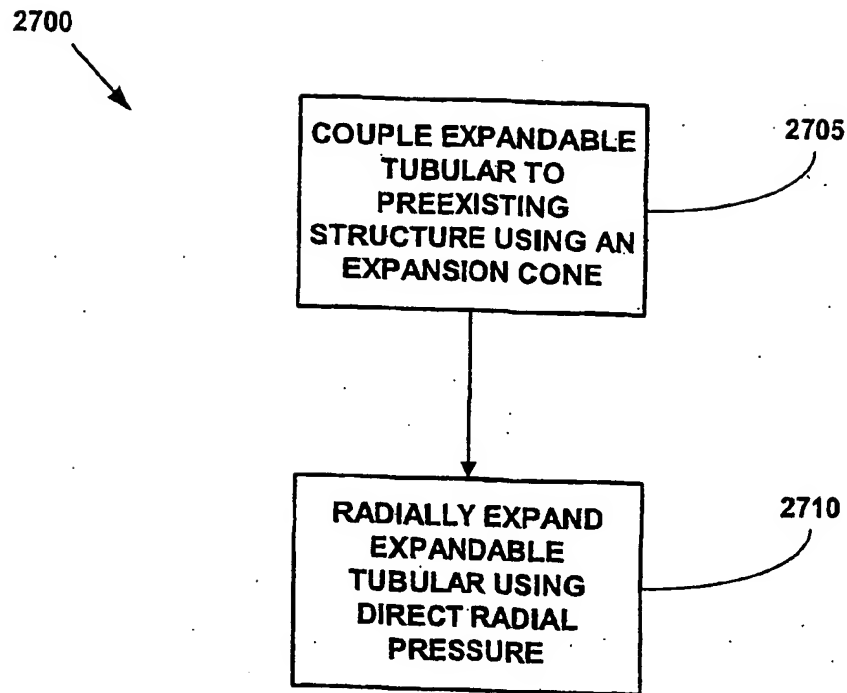 2700
COUPLE EXPANDABLE
TUBULAR TO
PREEXISTING
STRUCTURE USING AN
EXPANSION CONE
2705
RADIALLY EXPAND
EXPANDABLE
TUBULAR USING
DIRECT RADIAL
PRESSURE
2710